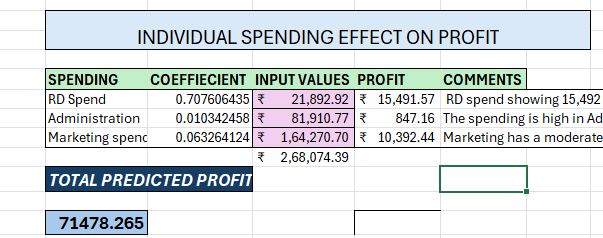 INDIVIDUAL SPENDING EFFECT ON PROFIT
SPENDING COEFFIECIENT INPUT VALUES PROFIT COMMENTS
RD Spend 0.707606435 ₹ 21,892.92 ₹ 15,491.57 RD spend showing 15,492
Administration 0.010342458 ₹ 81,910.77 ₹ 847.16 The spending is high in Ad
Marketing spenc 0.063264124 ₹ 1,64,270.70 ₹ 10,392.44 Marketing has a moderate
₹ 2,68,074.39
TOTAL PREDICTED PROFIT
71478.265